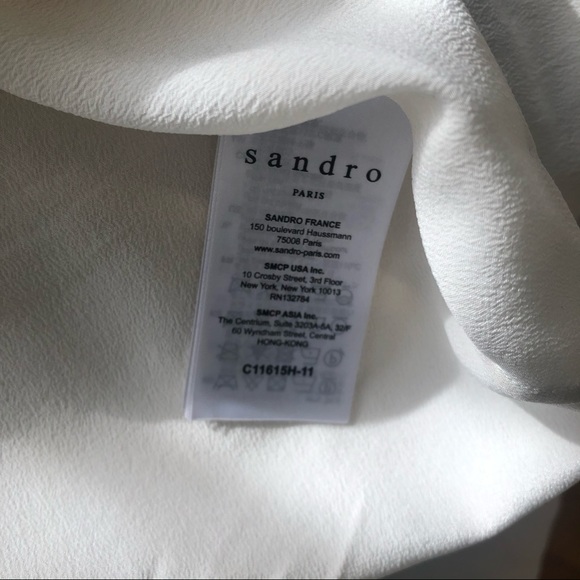 sandro
PARIS
SANDRO FRANCE
150 boulevard Haussmann
75008 Paris
www.sandro-paris.com
SMCP USA Inc.
10 Crosby Street, 3rd Floor
New York, New York 10013
RN132784
SMCP ASIA Inc.
The Centrium, Suite 3203A-5A, 32/F
60 Wyndham Street, Central
HONG-KONG
C11615H-11